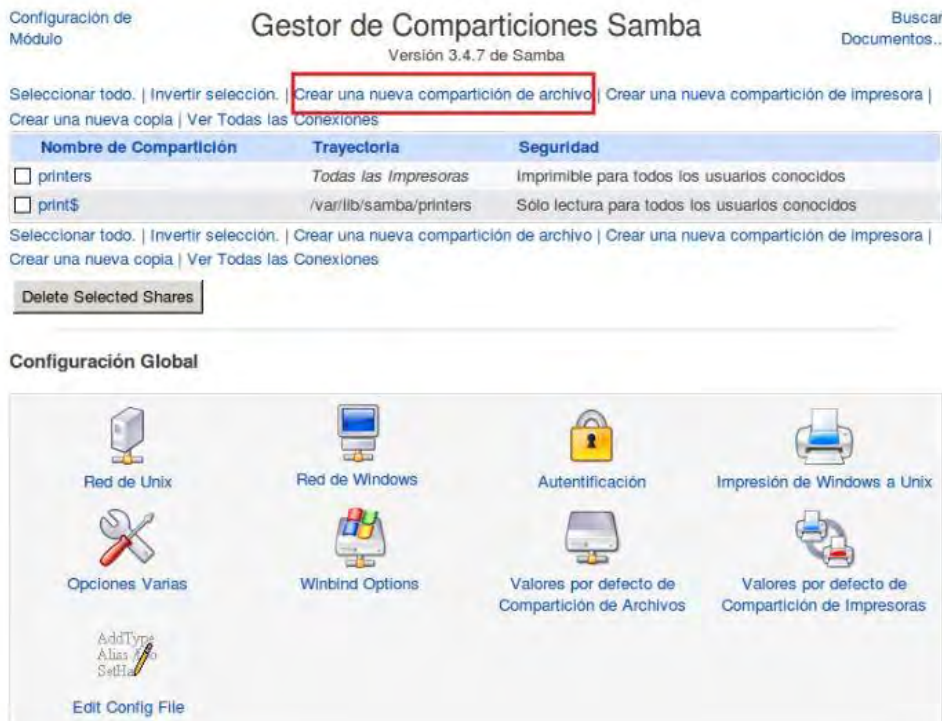 Configuración de
Módulo
Gestor de Comparticiones Samba
Versión 3.4.7 de Samba
Buscar
Documentos..
Seleccionar todo. | Invertir selección. | Crear una nueva compartición de archivo | Crear una nueva compartición de impresora |
Crear una nueva copia | Ver Todas las Conexiones
Nombre de Compartición Trayectoria Seguridad
printers Todas las Impresoras Imprimible para todos los usuarios conocidos
print$ /var/lib/samba/printers Sólo lectura para todos los usuarios conocidos
Seleccionar todo. | Invertir selección. | Crear una nueva compartición de archivo | Crear una nueva compartición de impresora |
Crear una nueva copia | Ver Todas las Conexiones
Delete Selected Shares
Configuración Global
Red de Unix Red de Windows Autentificación Impresión de Windows a Unix
Opciones Varias Winbind Options Valores por defecto de Valores por defecto de
Compartición de Archivos Compartición de Impresoras
AddType
Alias
SetHa
Edit Config File